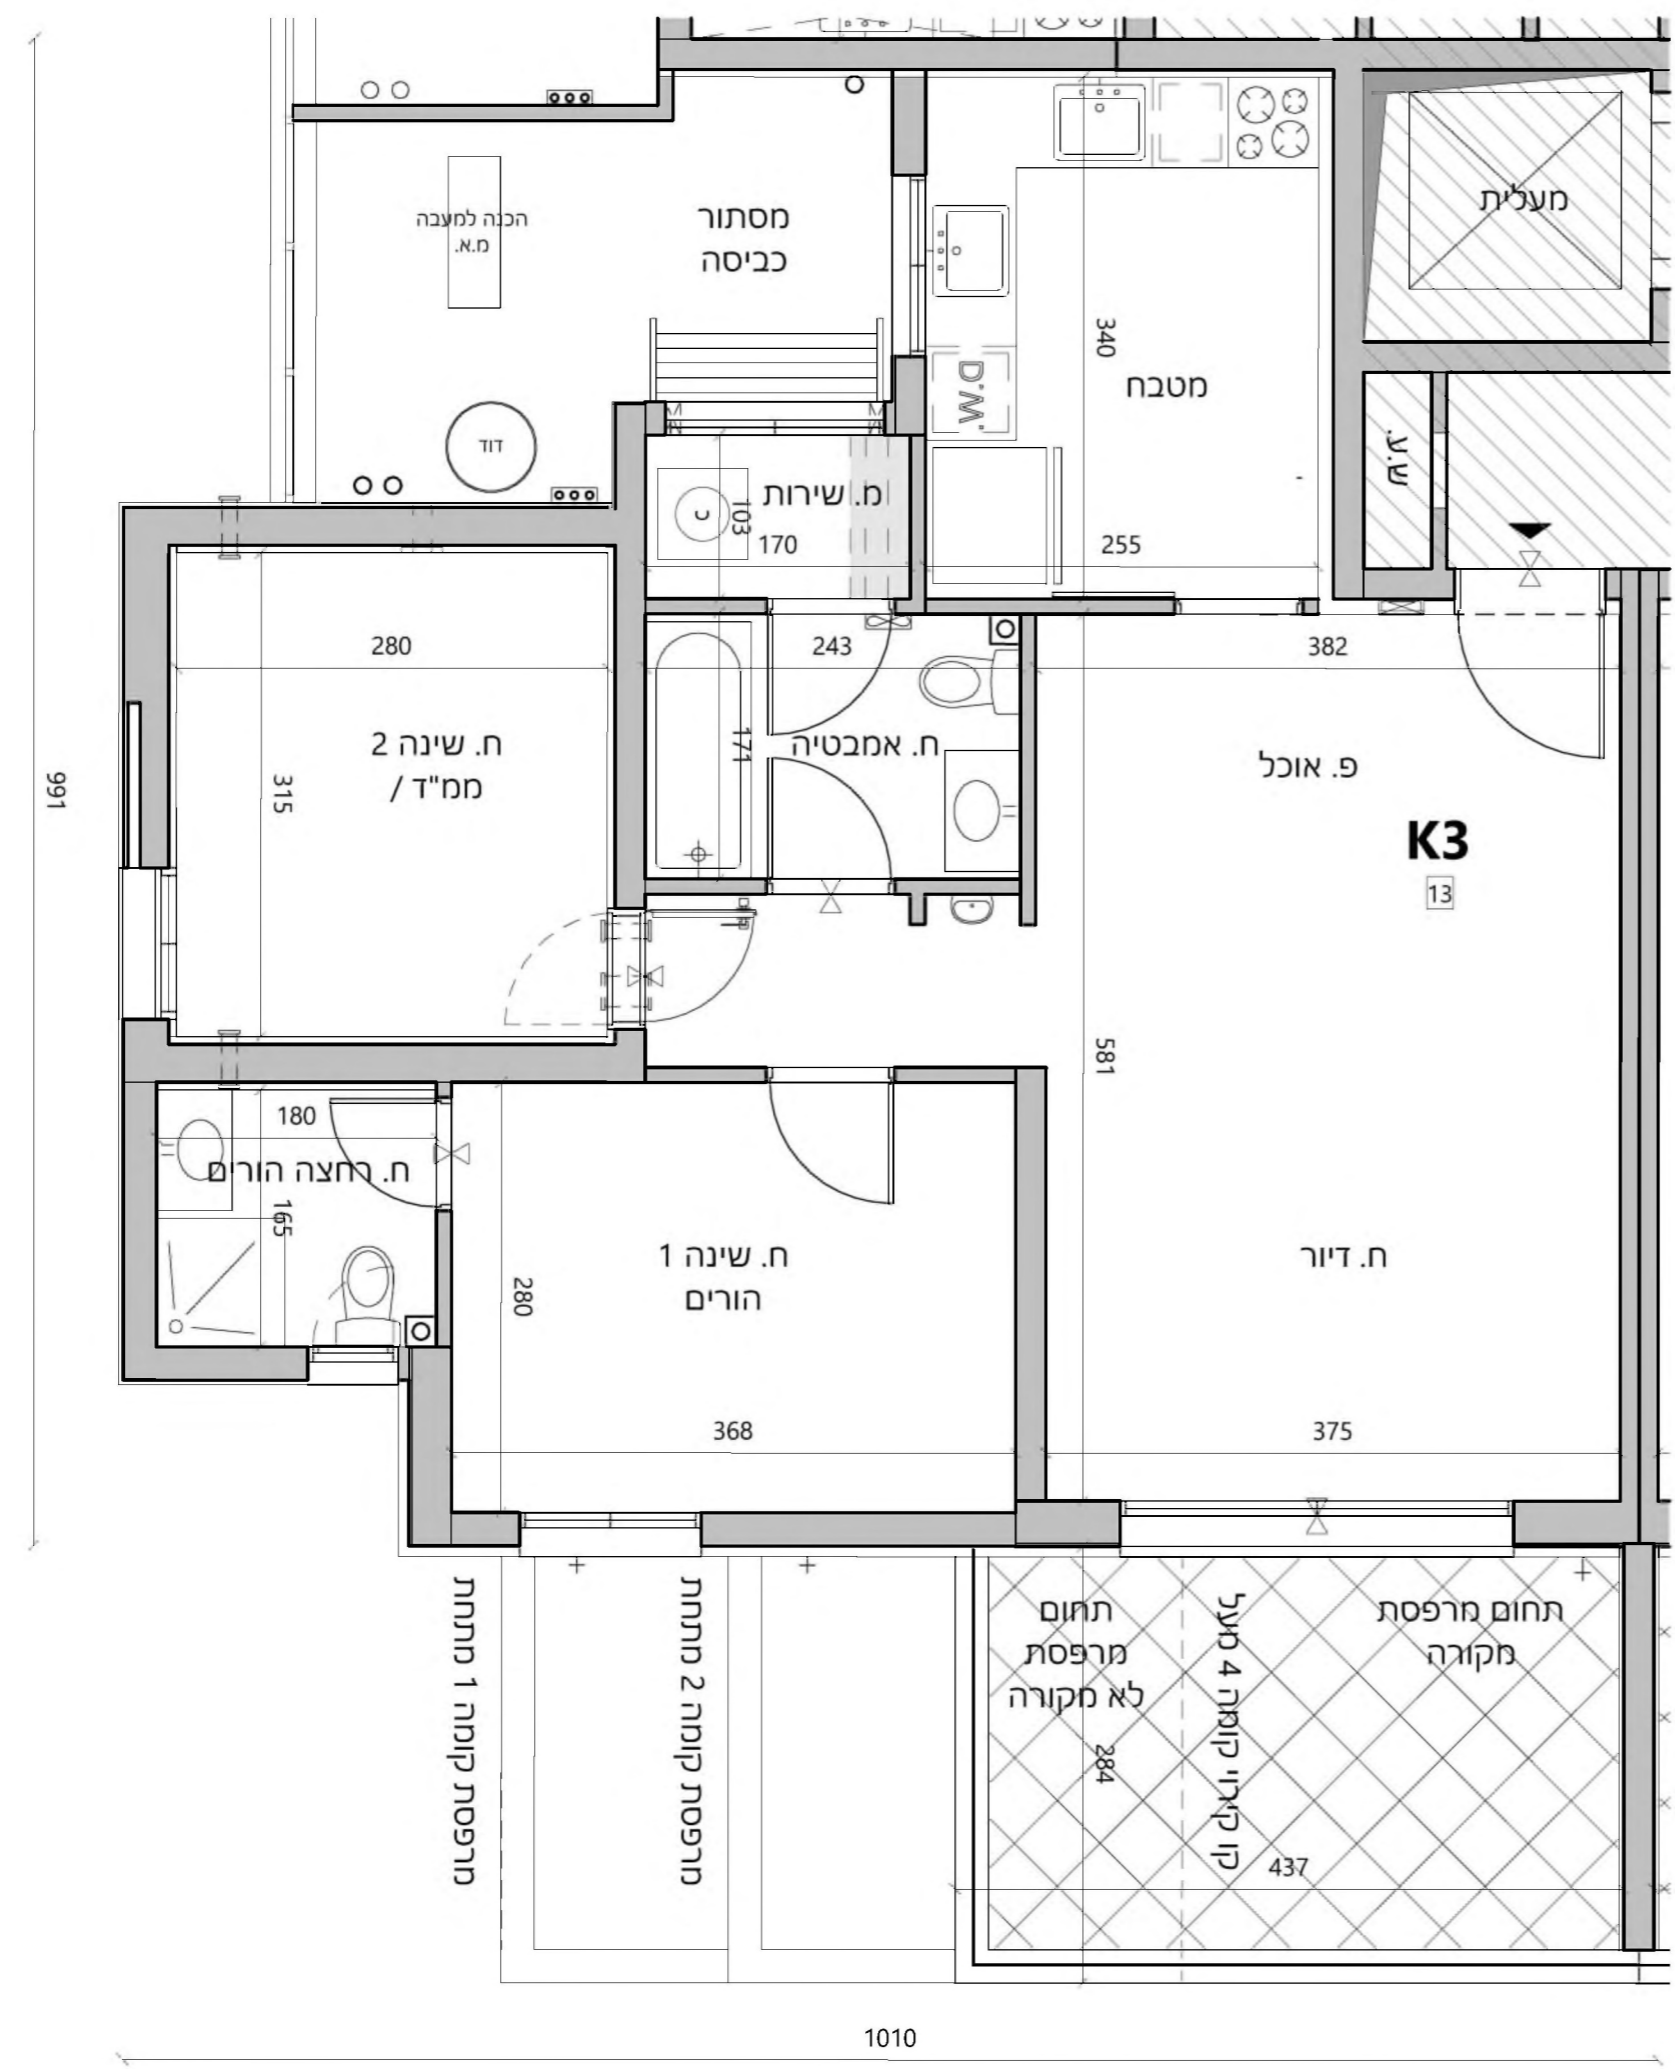 מעלית
מסתור
כביסה
הכנה למעבה
מ.א.
340
מטבח
D.W.
ש.ע.
דוד
מ. שירות
כ
103
170
255
280
243
382
ח. שינה 2
ממ"ד /
315
171
ח. אמבטיה
פ. אוכל
K3
13
991
581
180
ח. רחצה הורים
165
ח. שינה 1
הורים
280
ח. דיור
368
375
מרפסת קומה 1 מתחת
מרפסת קומה 2 מתחת
תחום
מרפסת
לא מקורה
קו קירוי קומה 4 מעל
תחום מרפסת
מקורה
284
437
1010